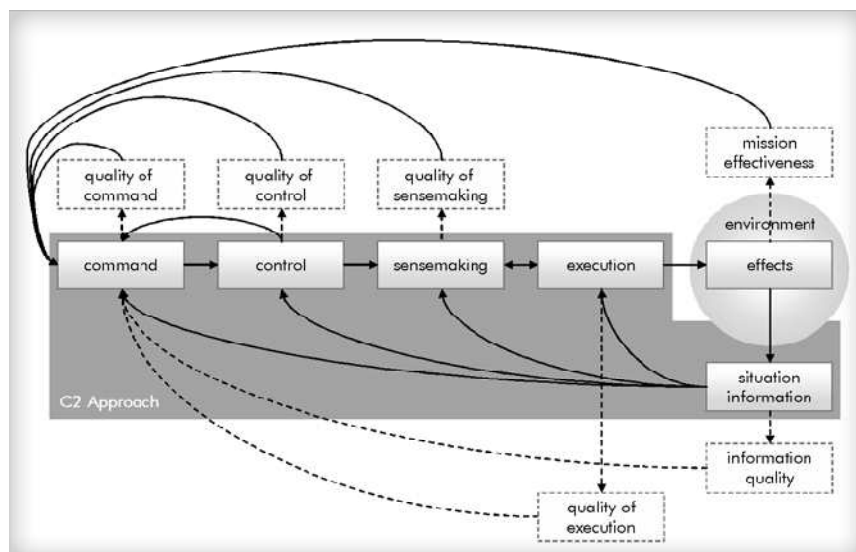 mission
effectiveness
quality of
command
quality of
control
quality of
sensemaking
environment
command
control
sensemaking
execution
effects
situation
information
C2 Approach
information
quality
quality of
execution